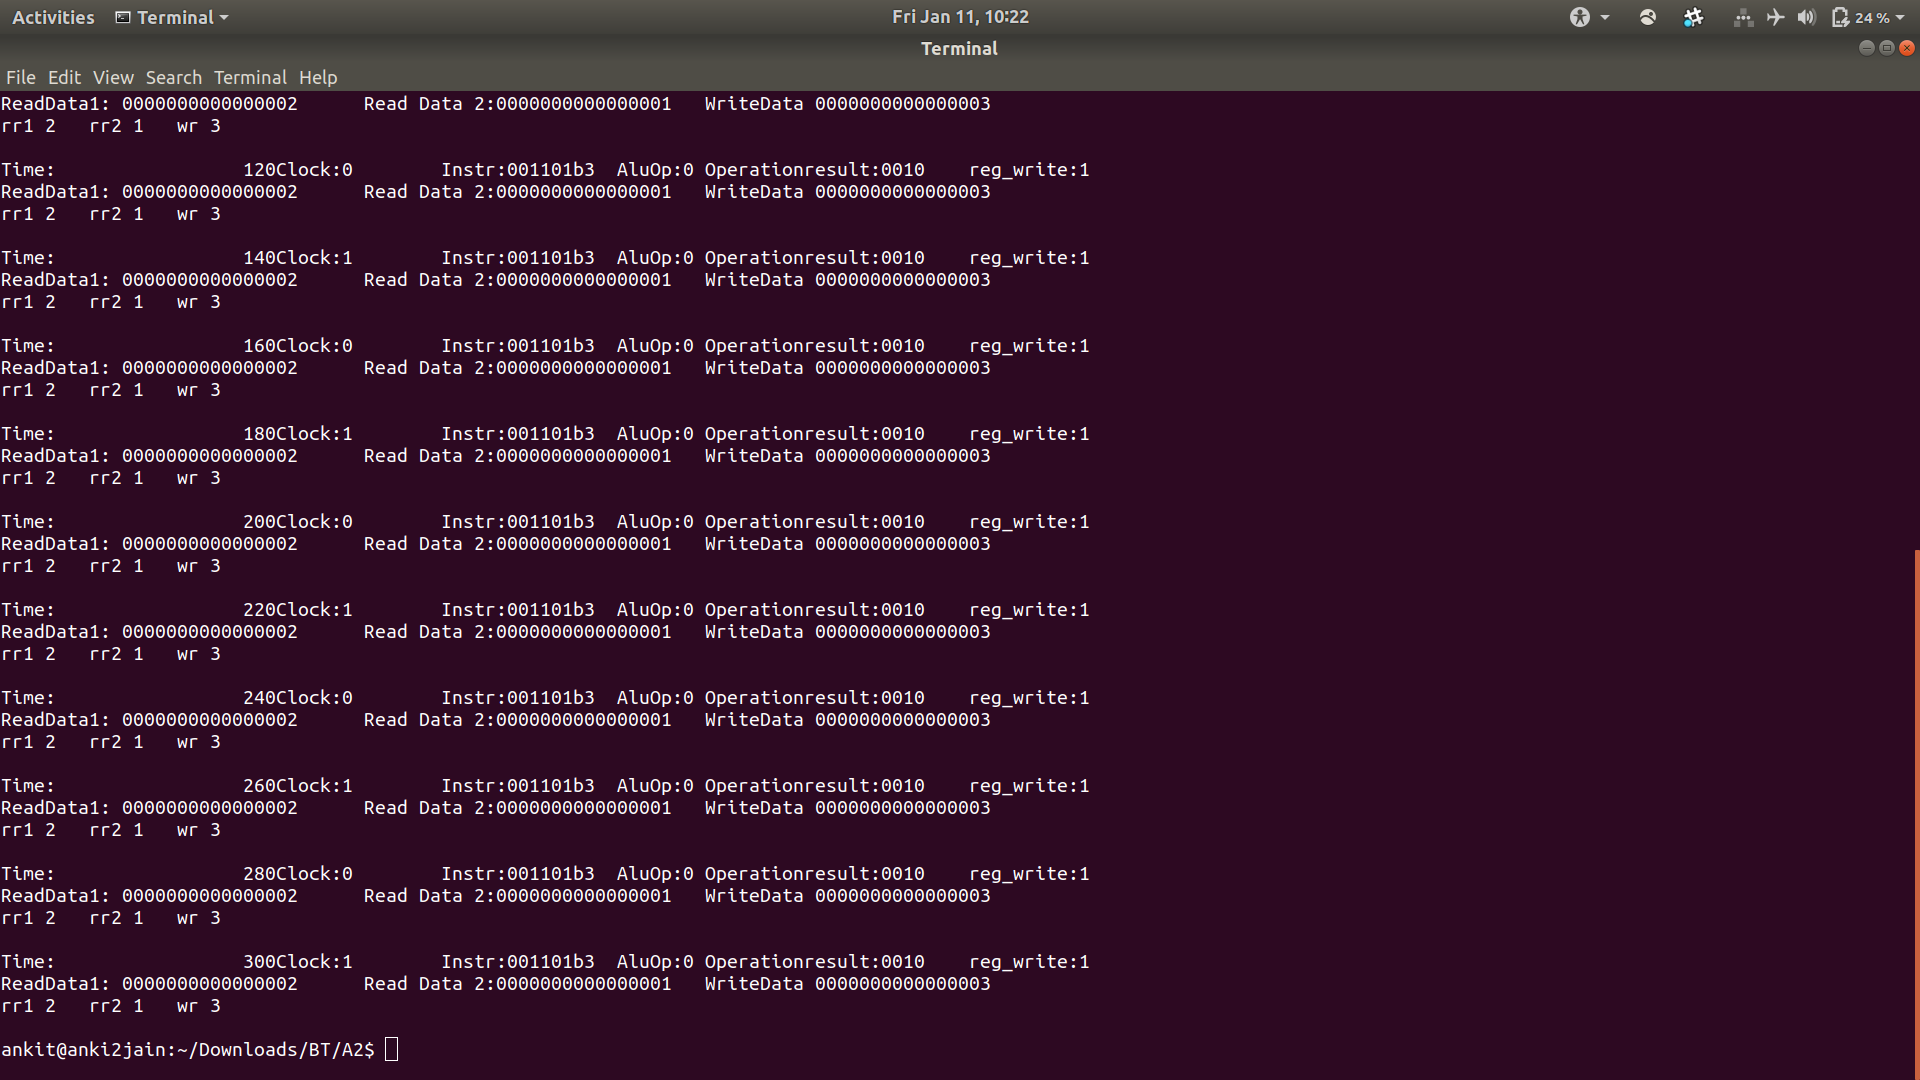 Activities Terminal Fri Jan 11, 10:22 24 %
Terminal
File Edit View Search Terminal Help
ReadData1: 0000000000000002 Read Data 2:0000000000000001 WriteData 0000000000000003
rr1 2 rr2 1 wr 3
Time: 120Clock:0 Instr:001101b3 AluOp:0 Operationresult:0010 reg_write:1
ReadData1: 0000000000000002 Read Data 2:0000000000000001 WriteData 0000000000000003
rr1 2 rr2 1 wr 3
Time: 140Clock:1 Instr:001101b3 AluOp:0 Operationresult:0010 reg_write:1
ReadData1: 0000000000000002 Read Data 2:0000000000000001 WriteData 0000000000000003
rr1 2 rr2 1 wr 3
Time: 160Clock:0 Instr:001101b3 AluOp:0 Operationresult:0010 reg_write:1
ReadData1: 0000000000000002 Read Data 2:0000000000000001 WriteData 0000000000000003
rr1 2 rr2 1 wr 3
Time: 180Clock:1 Instr:001101b3 AluOp:0 Operationresult:0010 reg_write:1
ReadData1: 0000000000000002 Read Data 2:0000000000000001 WriteData 0000000000000003
rr1 2 rr2 1 wr 3
Time: 200Clock:0 Instr:001101b3 AluOp:0 Operationresult:0010 reg_write:1
ReadData1: 0000000000000002 Read Data 2:0000000000000001 WriteData 0000000000000003
rr1 2 rr2 1 wr 3
Time: 220Clock:1 Instr:001101b3 AluOp:0 Operationresult:0010 reg_write:1
ReadData1: 0000000000000002 Read Data 2:0000000000000001 WriteData 0000000000000003
rr1 2 rr2 1 wr 3
Time: 240Clock:0 Instr:001101b3 AluOp:0 Operationresult:0010 reg_write:1
ReadData1: 0000000000000002 Read Data 2:0000000000000001 WriteData 0000000000000003
rr1 2 rr2 1 wr 3
Time: 260Clock:1 Instr:001101b3 AluOp:0 Operationresult:0010 reg_write:1
ReadData1: 0000000000000002 Read Data 2:0000000000000001 WriteData 0000000000000003
rr1 2 rr2 1 wr 3
Time: 280Clock:0 Instr:001101b3 AluOp:0 Operationresult:0010 reg_write:1
ReadData1: 0000000000000002 Read Data 2:0000000000000001 WriteData 0000000000000003
rr1 2 rr2 1 wr 3
Time: 300Clock:1 Instr:001101b3 AluOp:0 Operationresult:0010 reg_write:1
ReadData1: 0000000000000002 Read Data 2:0000000000000001 WriteData 0000000000000003
rr1 2 rr2 1 wr 3
ankit@anki2jain:~/Downloads/BT/A2$